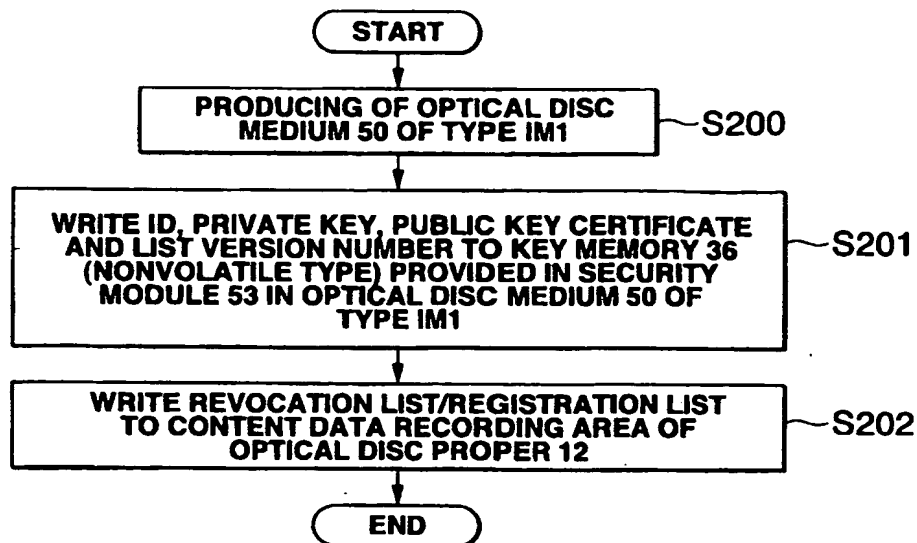 START
PRODUCING OF OPTICAL DISC
MEDIUM 50 OF TYPE IM1
S200
WRITE ID, PRIVATE KEY, PUBLIC KEY CERTIFICATE
AND LIST VERSION NUMBER TO KEY MEMORY 36
(NONVOLATILE TYPE) PROVIDED IN SECURITY
MODULE 53 IN OPTICAL DISC MEDIUM 50 OF
TYPE IM1
S201
WRITE REVOCATION LIST/REGISTRATION LIST
TO CONTENT DATA RECORDING AREA OF
OPTICAL DISC PROPER 12
S202
END